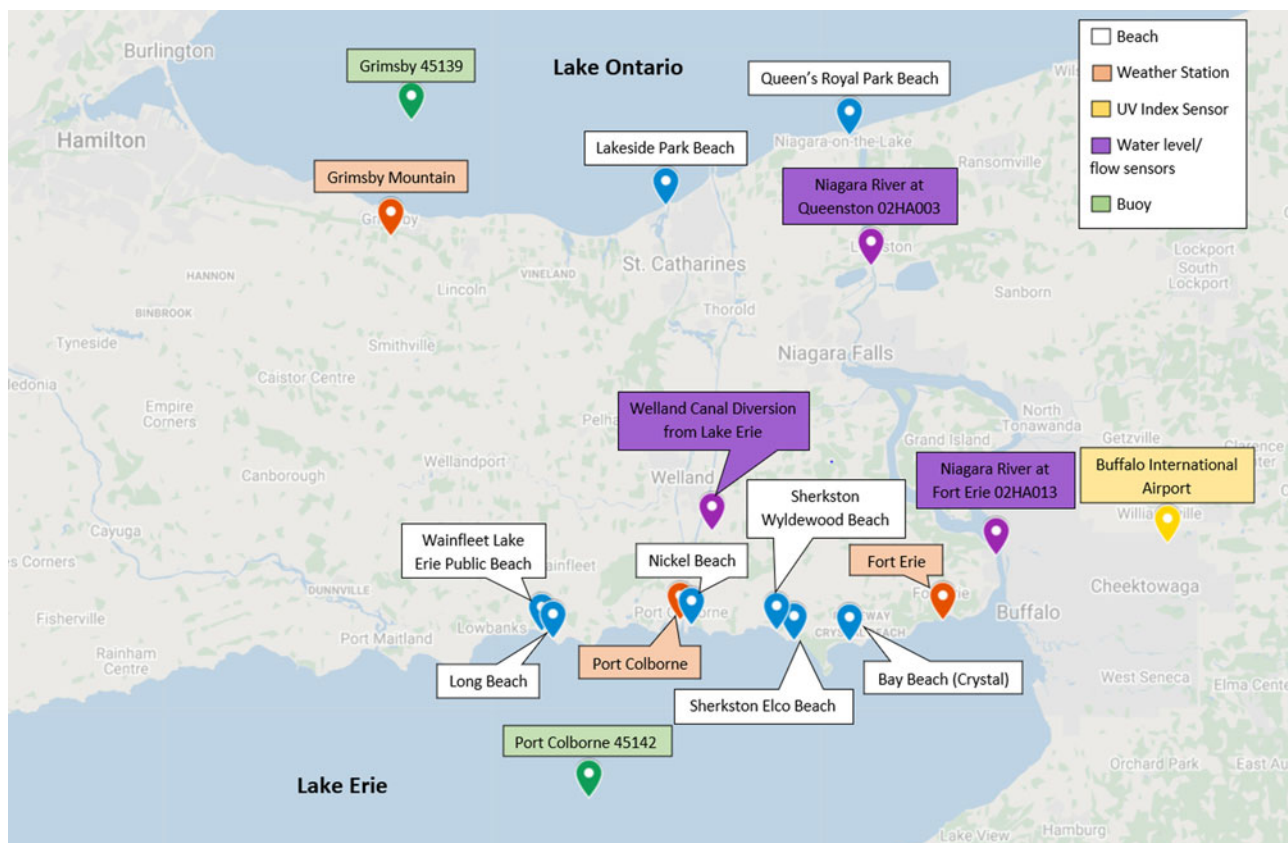 Burlington
Grimsby 45139
Lake Ontario
Queen's Royal Park Beach
Beach
Weather Station
UV Index Sensor
Water level/
flow sensors
Buoy
Hamilton
Niagara-on-the-Lake
Lakeside Park Beach
Ransomville
Grimsby Mountain
Niagara River at
Queenston 02HA003
Lockport
South
Lockport
St. Catharines
HANNON
VINELAND
Lincoln
Sanborn
BINBROOK
Thorold
Tyneside
Smithville
Niagara Falls
Caistor Centre
Empire
Corners
Welland Canal Diversion
from Lake Erie
North
Tonawanda
Grand Island
Getzville
Wellandport
Canborough
Welland
Niagara River at
Fort Erie 02HA013
Buffalo International
Airport
Sherkston
Wyldewood Beach
Cayuga
Wainfleet Lake
Erie Public Beach
Nickel Beach
Fort Erie
DUNNVILLE
Cheektowaga
Fisherville
Port Maitland
Lowbanks
Buffalo
Rainham
Centre
Port Colborne
Long Beach
Bay Beach (Crystal)
West Seneca
Elma Center
Sherkston Elco Beach
Port Colborne 45142
Lake Erie
Orchard Park
East Au
Lake View
Hamburg